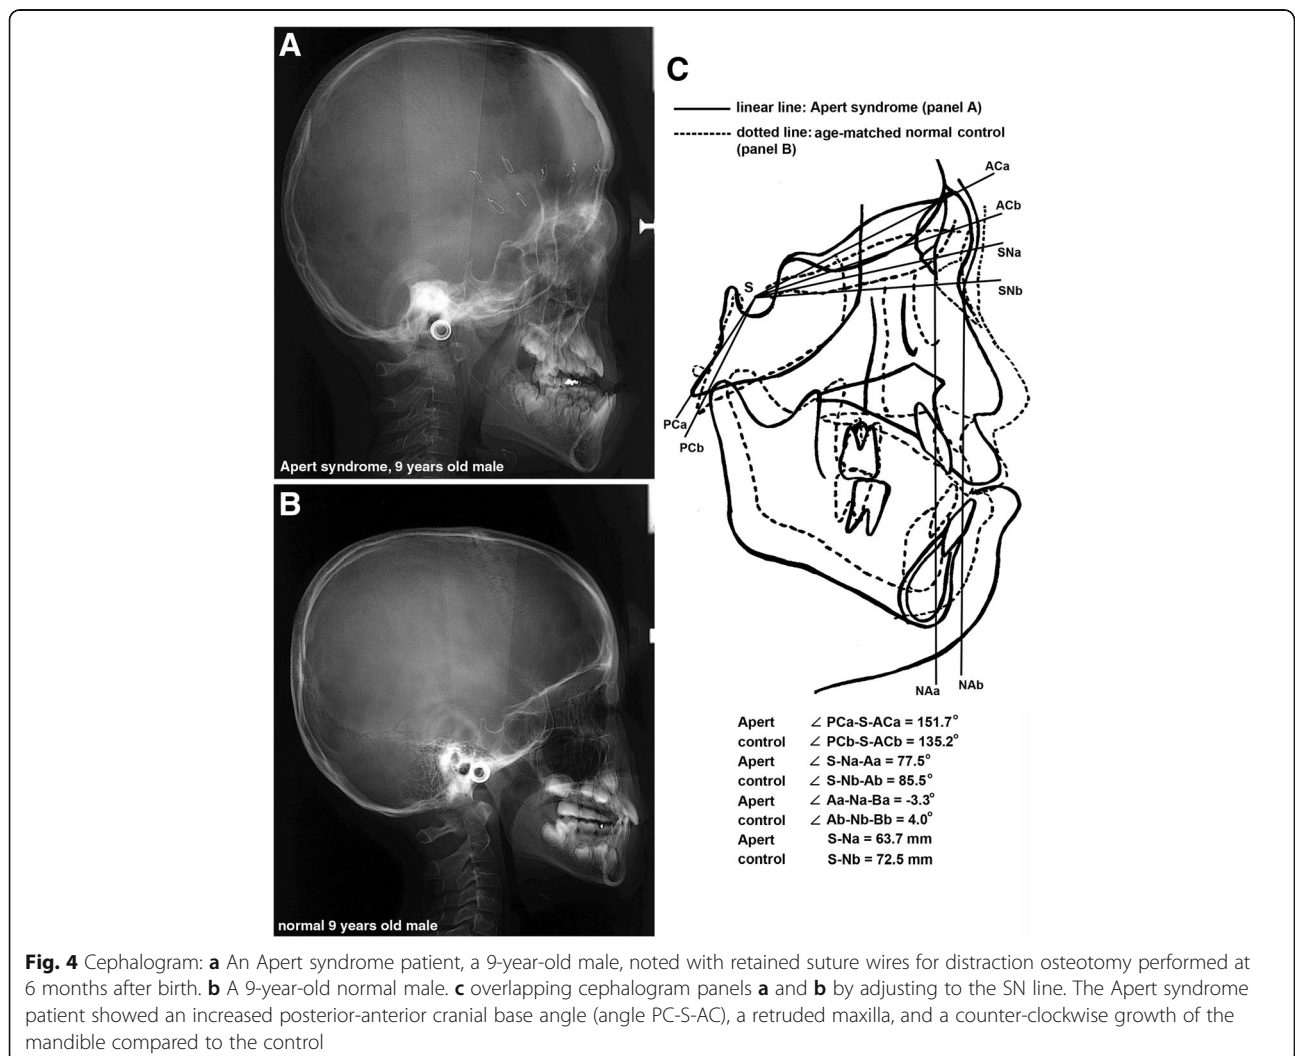 A
Apert syndrome, 9 years old male
B
normal 9 years old male
C
linear line: Apert syndrome (panel A)
dotted line: age-matched normal control
(panel B)
ACa
ACb
SNa
S
SNb
PCa
PCb
NAa
NAb
Apert ∠ PCa-S-ACa = 151.7°
control ∠ PCb-S-ACb = 135.2°
Apert ∠ S-Na-Aa = 77.5°
control ∠ S-Nb-Ab = 85.5°
Apert ∠ Aa-Na-Ba = -3.3°
control ∠ Ab-Nb-Bb = 4.0°
Apert S-Na = 63.7 mm
control S-Nb = 72.5 mm
Fig. 4 Cephalogram: a An Apert syndrome patient, a 9-year-old male, noted with retained suture wires for distraction osteotomy performed at
6 months after birth. b A 9-year-old normal male. c overlapping cephalogram panels a and b by adjusting to the SN line. The Apert syndrome
patient showed an increased posterior-anterior cranial base angle (angle PC-S-AC), a retruded maxilla, and a counter-clockwise growth of the
mandible compared to the control